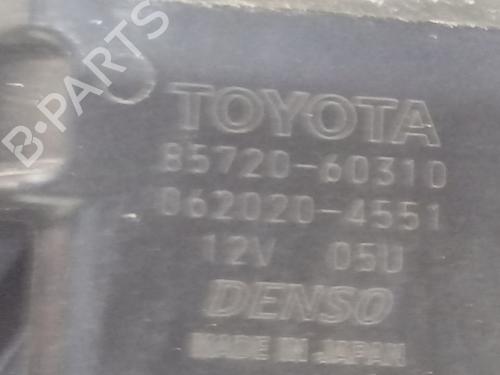 B-PARTS
TOYOTA
85720-60310
062020-4551
12V 05U
DENSO
MADE IN JAPAN